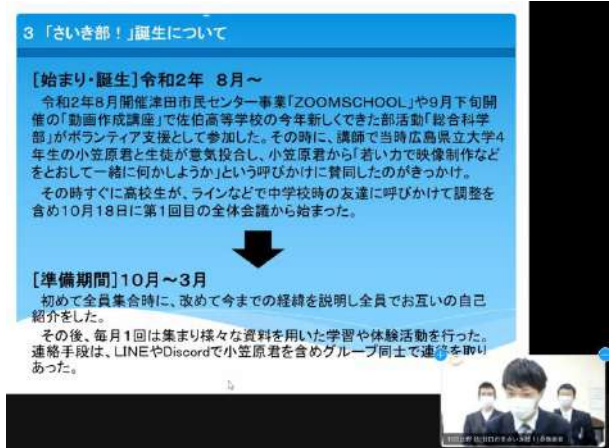 3 「さいき部！」誕生について
[始まり・誕生]令和2年 8月～
令和2年8月開催津田市民センター事業「ZOOMSCHOOL」や9月下旬開
催の「動画作成講座」で佐伯高等学校の今年新しくできた部活動「総合科学
部」がボランティア支援として参加した。その時に、講師で当時広島県立大学4
年生の小笠原君と生徒が意気投合し、小笠原君から「若い力で映像制作など
をとおして一緒に何かしようか」という呼びかけに賛同したのがきっかけ。
その時すぐに高校生が、ラインなどで中学校時の友達に呼びかけて調整を
含め10月18日に第1回目の全体会議から始まった。
[準備期間]10月～3月
初めて全員集合時に、改めて今までの経緯を説明し全員でお互いの自己
紹介をした。
その後、毎月1回は集まり様々な資料を用いた学習や体験活動を行った。
連絡手段は、LINEやDiscordで小笠原君を含めグループ同士で連絡を取り
あった。